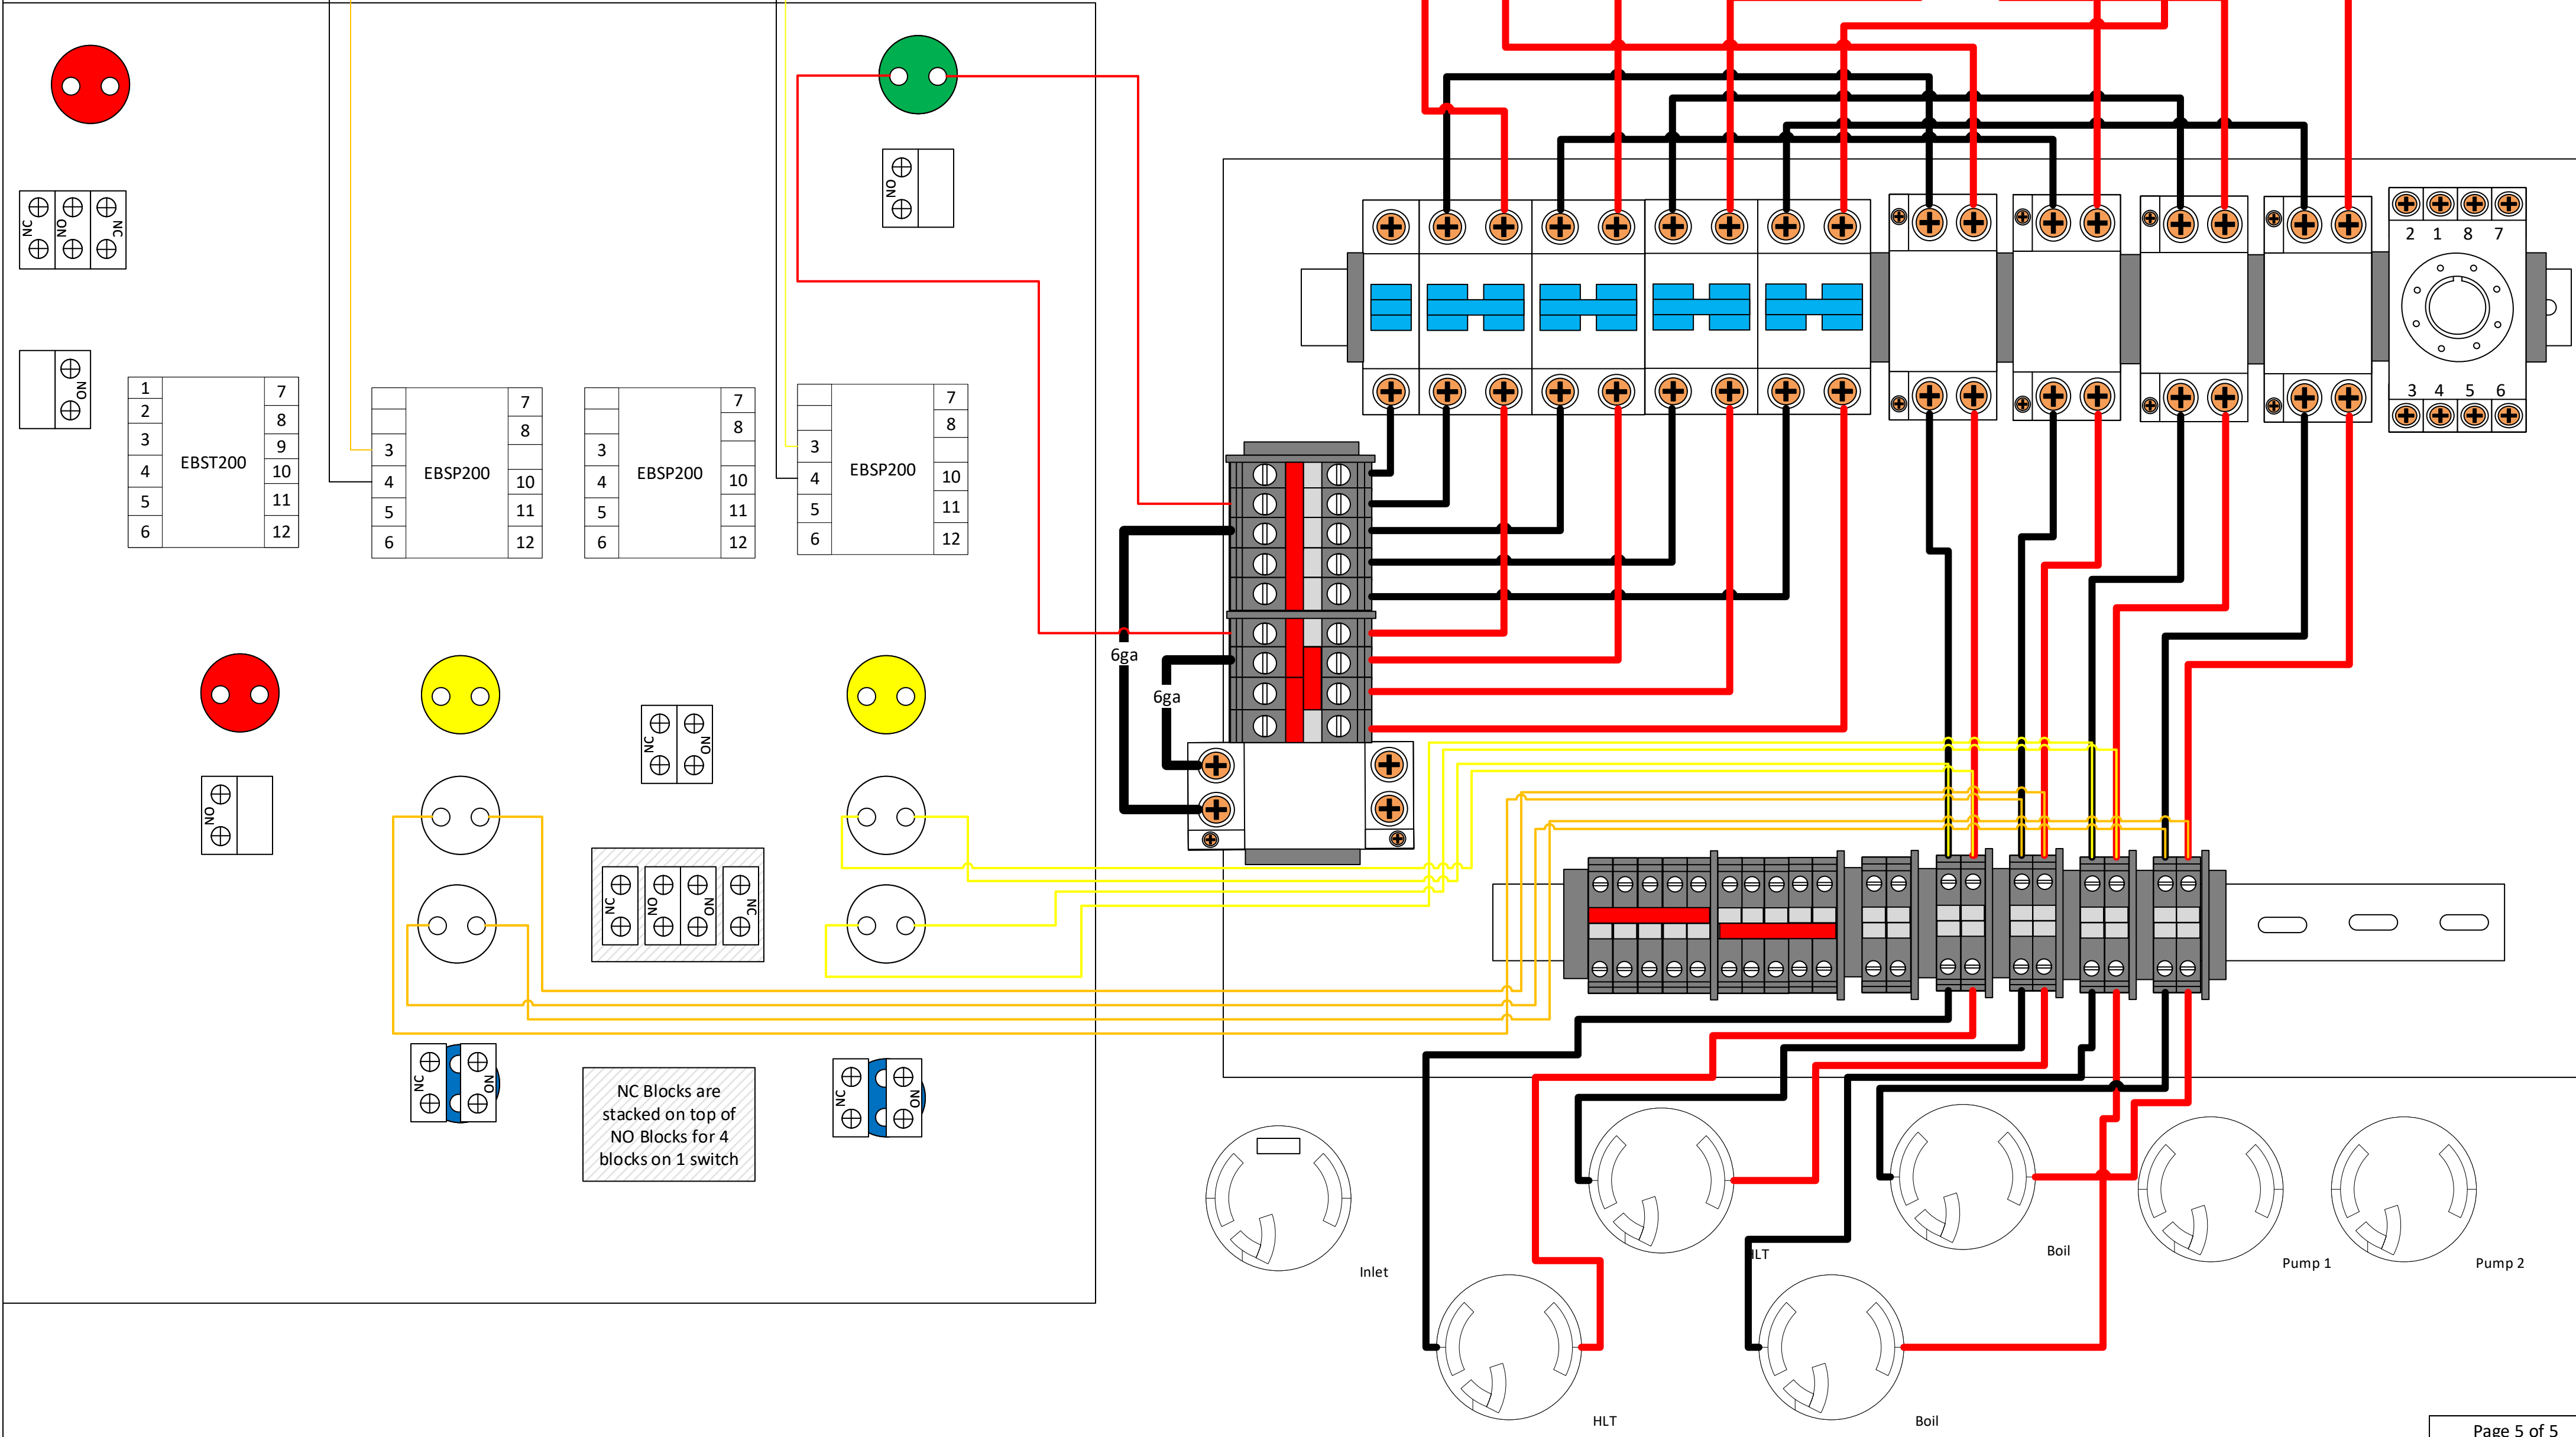 NC
NO
NC
NO
NO
2 1 8 7
3 4 5 6
1
2
3
4
5
6
EBST200
7
8
9
10
11
12
3
4
5
6
EBSP200
7
8
10
11
12
3
4
5
6
EBSP200
7
8
10
11
12
3
4
5
6
EBSP200
7
8
10
11
12
6ga
6ga
NO
NC
NO
NC
NO
NO
NC
NC
NO
NC
NO
NC Blocks are
stacked on top of
NO Blocks for 4
blocks on 1 switch
Inlet
HLT
Boil
Pump 1
Pump 2
HLT
Boil
Page 5 of 5